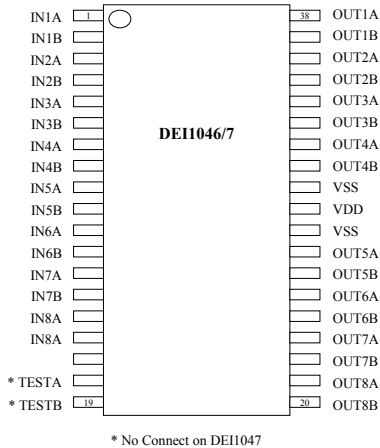 IN1A 1 38 OUT1A
IN1B OUT1B
IN2A OUT2A
IN2B OUT2B
IN3A OUT3A
IN3B OUT3B
DEI1046/7
IN4A OUT4A
IN4B OUT4B
IN5A VSS
IN5B VDD
IN6A VSS
IN6B OUT5A
IN7A OUT5B
IN7B OUT6A
IN8A OUT6B
IN8A OUT7A
OUT7B
* TESTA OUT8A
* TESTB 19 20 OUT8B
* No Connect on DEI1047